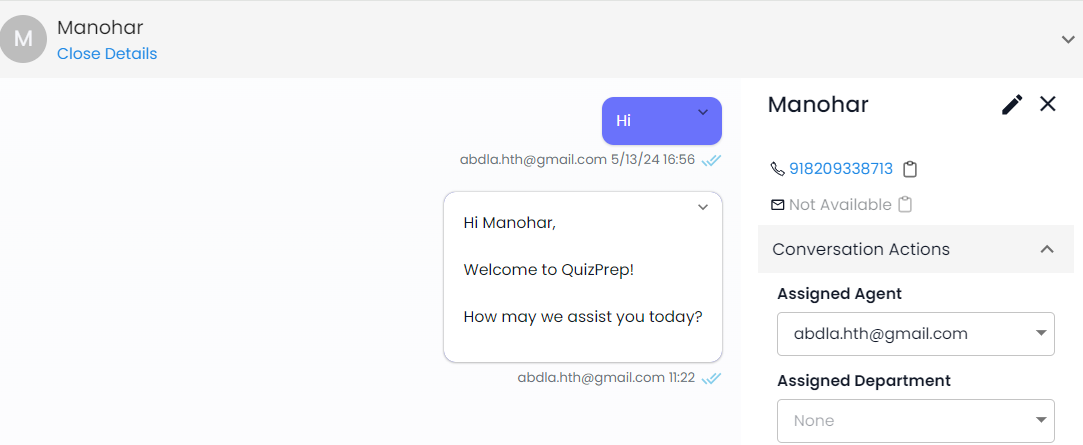 M
Manohar
Close Details
Hi
abdla.hth@gmail.com 5/13/24 16:56
Hi Manohar,
Welcome to QuizPrep!
How may we assist you today?
abdla.hth@gmail.com 11:22
Manohar
918209338713
Not Available
Conversation Actions
Assigned Agent
abdla.hth@gmail.com
Assigned Department
None